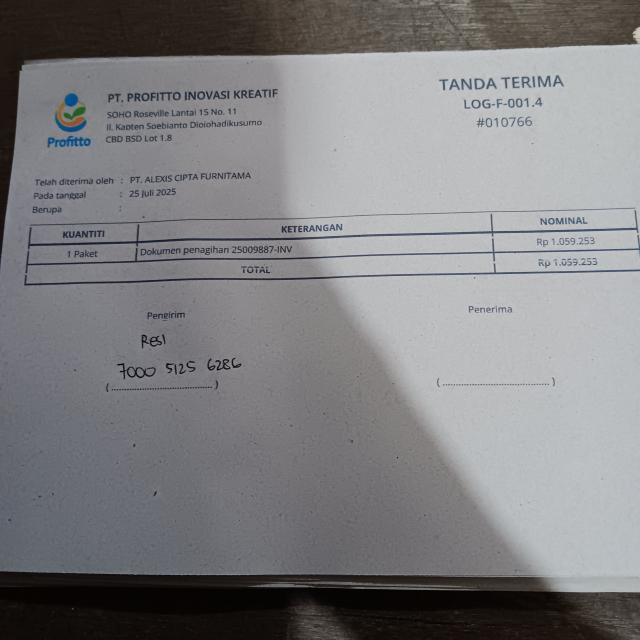 Profitto
PT. PROFITTO INOVASI KREATIF
SOHO Roseville Lantai 15 No. 11
Jl. Kapten Soebianto Djojohadikusumo
CBD BSD Lot 1.8
TANDA TERIMA
LOG-F-001.4
#010766
Telah diterima oleh : PT. ALEXIS CIPTA FURNITAMA
Pada tanggal : 25 Juli 2025
Berupa :
KUANTITI KETERANGAN NOMINAL
1 Paket Dokumen penagihan 25009887-INV Rp 1.059.253
TOTAL Rp 1.059.253
Pengirim Penerima
Resi
7000 5125 6286
(..............................) (..............................)